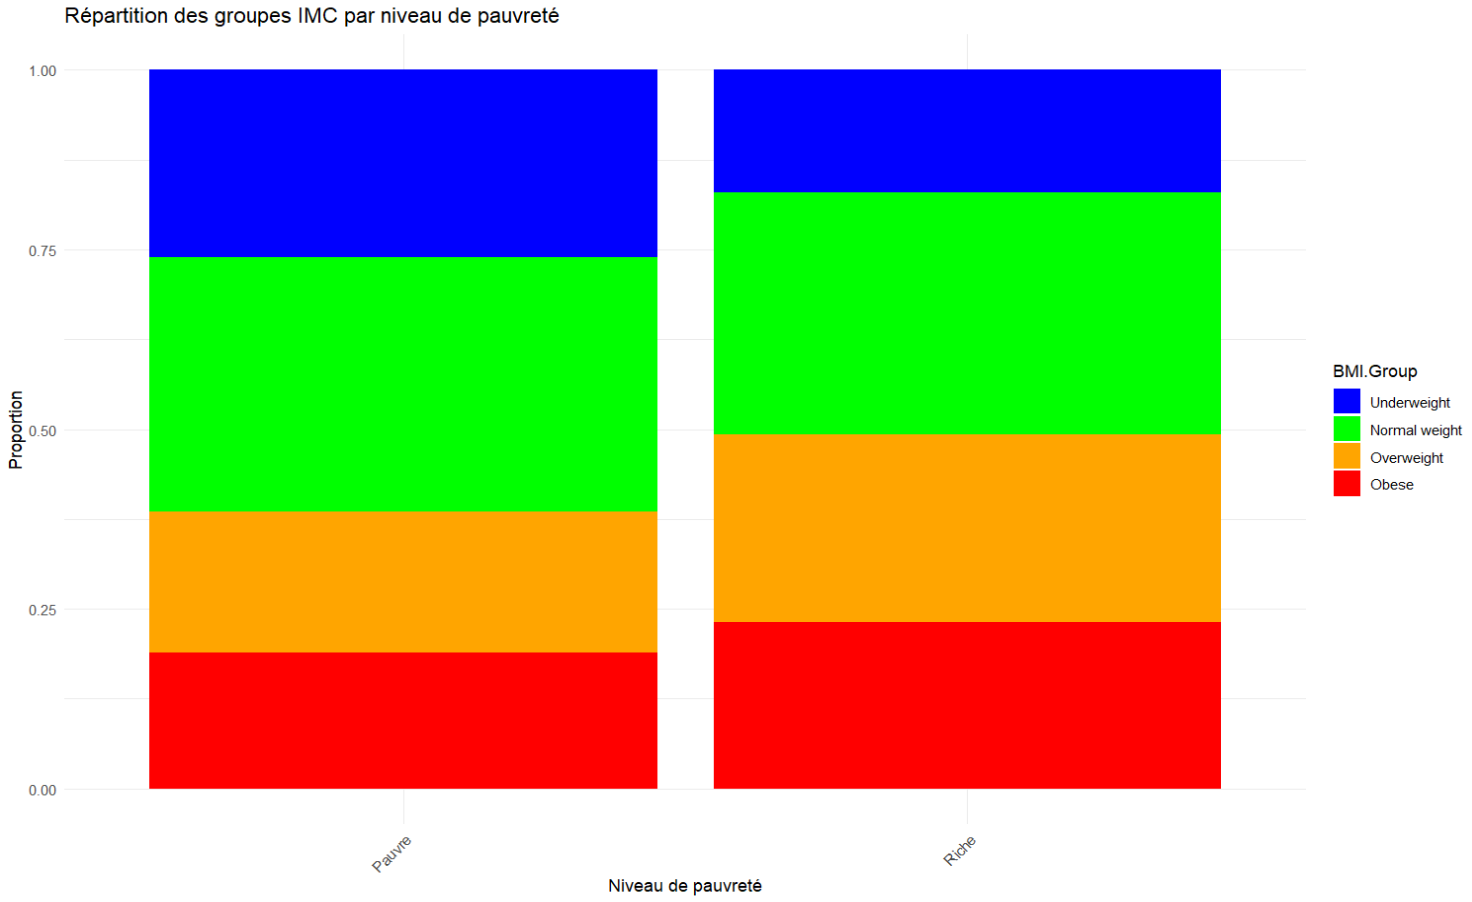 Répartition des groupes IMC par niveau de pauvreté
1.00
0.75
0.50
0.25
0.00
Proportion
Pauvre
Riche
Niveau de pauvreté
BMI.Group
Underweight
Normal weight
Overweight
Obese